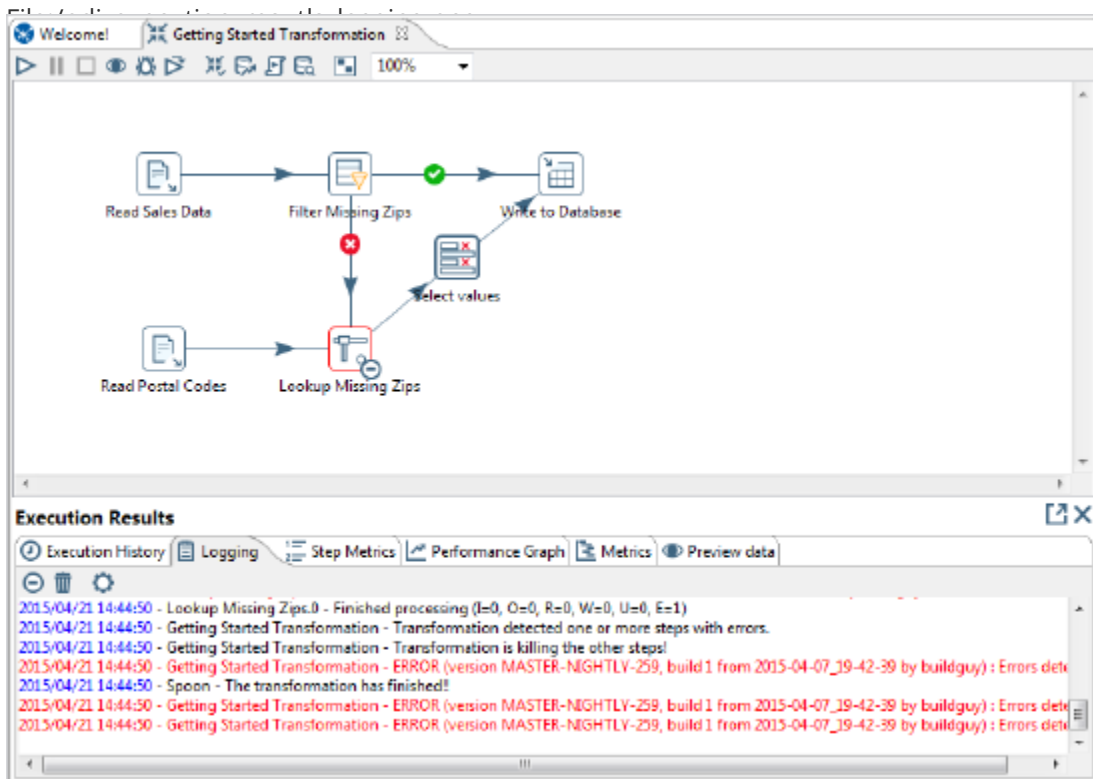 Welcome! Getting Started Transformation
100%
Read Sales Data Filter Missing Zips Write to Database
Select values
Read Postal Codes Lookup Missing Zips
Execution Results
Execution History Logging Step Metrics Performance Graph Metrics Preview data
2015/04/21 14:44:50 - Lookup Missing Zips.0 - Finished processing (I=0, O=0, R=0, W=0, U=0, E=1)
2015/04/21 14:44:50 - Getting Started Transformation - Transformation detected one or more steps with errors.
2015/04/21 14:44:50 - Getting Started Transformation - Transformation is killing the other steps!
2015/04/21 14:44:50 - Getting Started Transformation - ERROR (version MASTER-NIGHTLY-259, build 1 from 2015-04-07_19-42-39 by buildguy) : Errors dete
2015/04/21 14:44:50 - Spoon - The transformation has finished!!
2015/04/21 14:44:50 - Getting Started Transformation - ERROR (version MASTER-NIGHTLY-259, build 1 from 2015-04-07_19-42-39 by buildguy) : Errors dete
2015/04/21 14:44:50 - Getting Started Transformation - ERROR (version MASTER-NIGHTLY-259, build 1 from 2015-04-07_19-42-39 by buildguy) : Errors dete